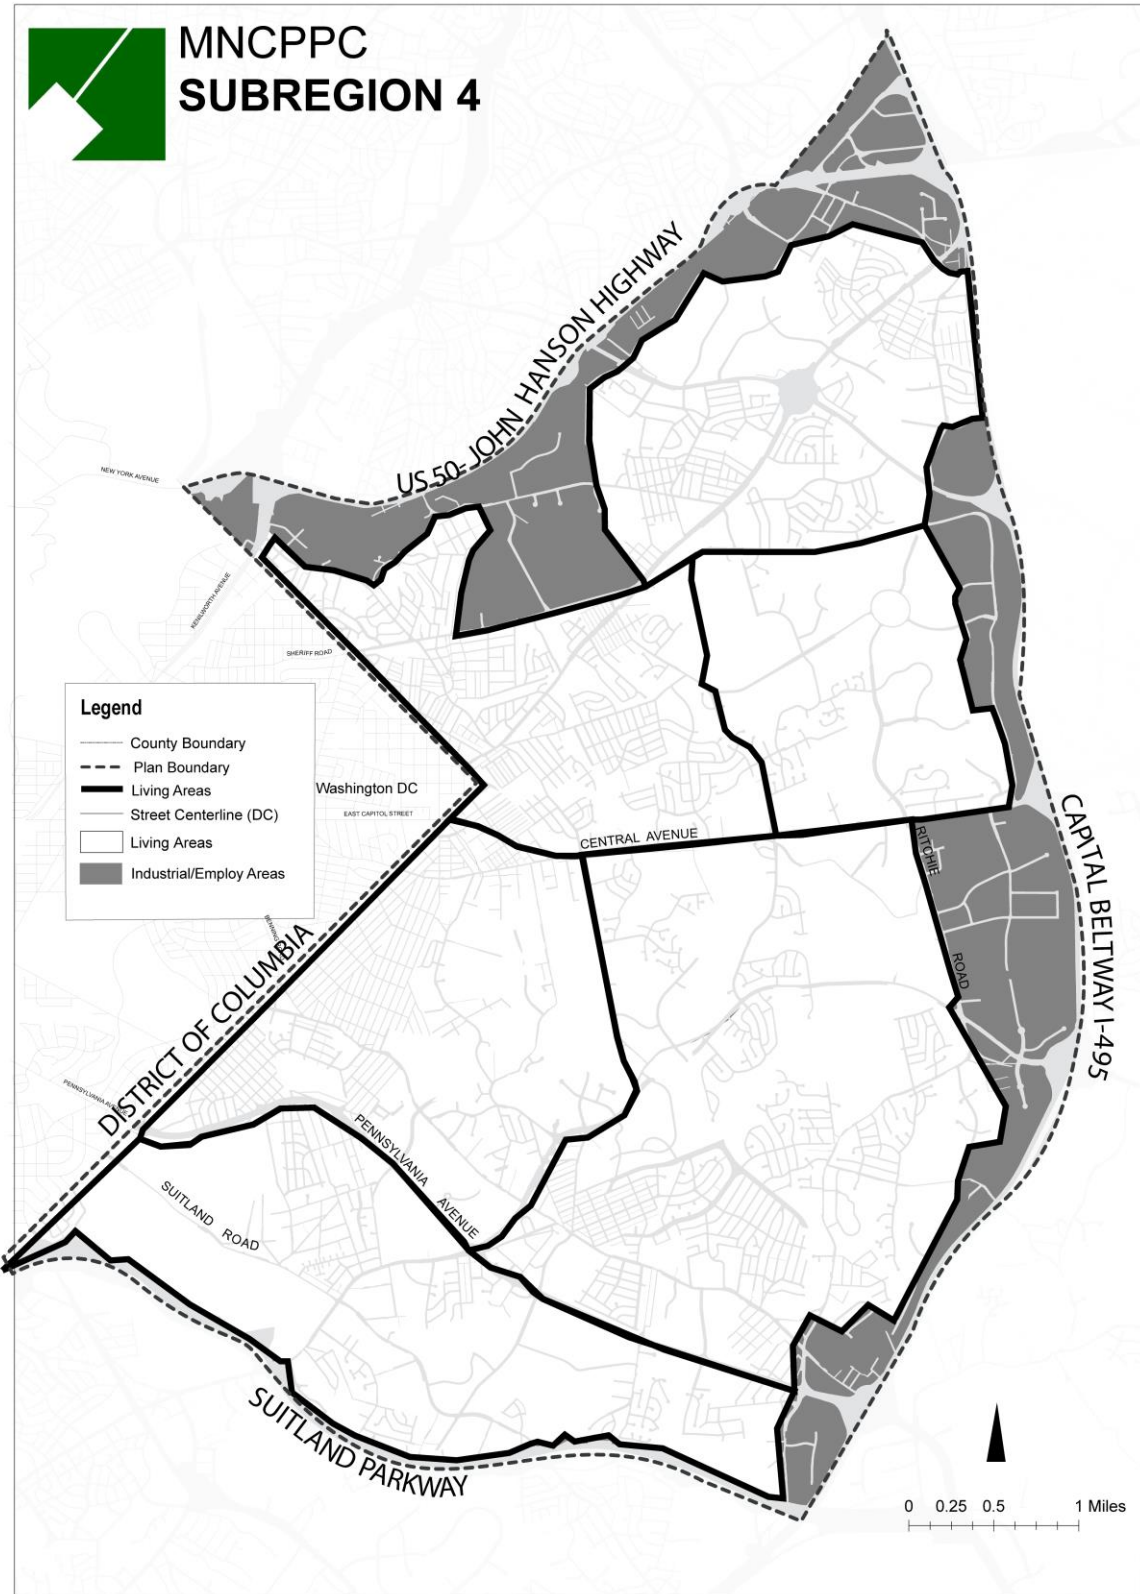 MNCPPC
SUBREGION 4
US 50- JOHN HANSON HIGHWAY
NEW YORK AVENUE
KENILWORTH AVENUE
SHERIFF ROAD
Legend
County Boundary
Plan Boundary
Living Areas
Street Centerline (DC)
Living Areas
Industrial/Employ Areas
Washington DC
EAST CAPITOL STREET
CENTRAL AVENUE
RITCHIE
ROAD
CAPITAL BELTWAY I-495
DISTRICT OF COLUMBIA
PENNSYLVANIA AVENUE
PENNSYLVANIA AVENUE
SUITLAND ROAD
SUITLAND PARKWAY
0 0.25 0.5 1 Miles